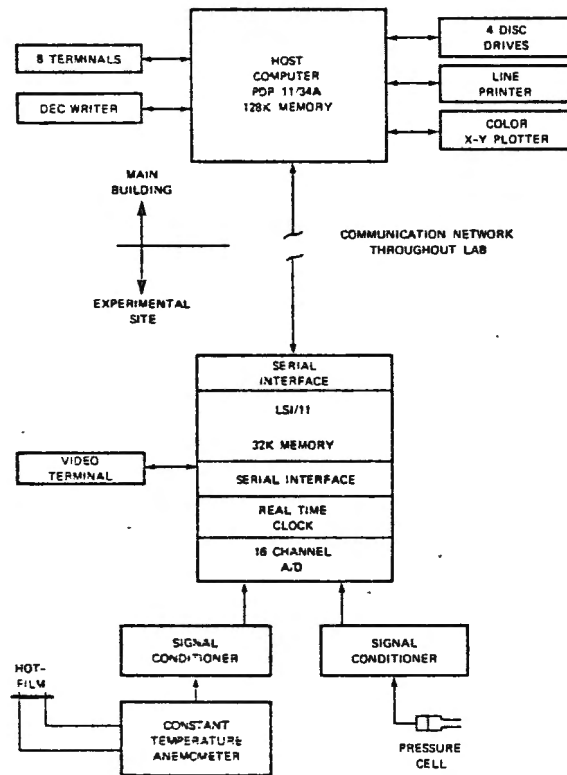 8 TERMINALS
DEC WRITER
HOST
COMPUTER
PDP 11/34A
128K MEMORY
4 DISC
DRIVES
LINE
PRINTER
COLOR
X-Y PLOTTER
MAIN
BUILDING
EXPERIMENTAL
SITE
COMMUNICATION NETWORK
THROUGHOUT LAB
SERIAL
INTERFACE
LSI/11
32K MEMORY
SERIAL INTERFACE
REAL TIME
CLOCK
16 CHANNEL
A/D
VIDEO
TERMINAL
SIGNAL
CONDITIONER
SIGNAL
CONDITIONER
HOT-
FILM
CONSTANT
TEMPERATURE
ANEMOMETER
PRESSURE
CELL